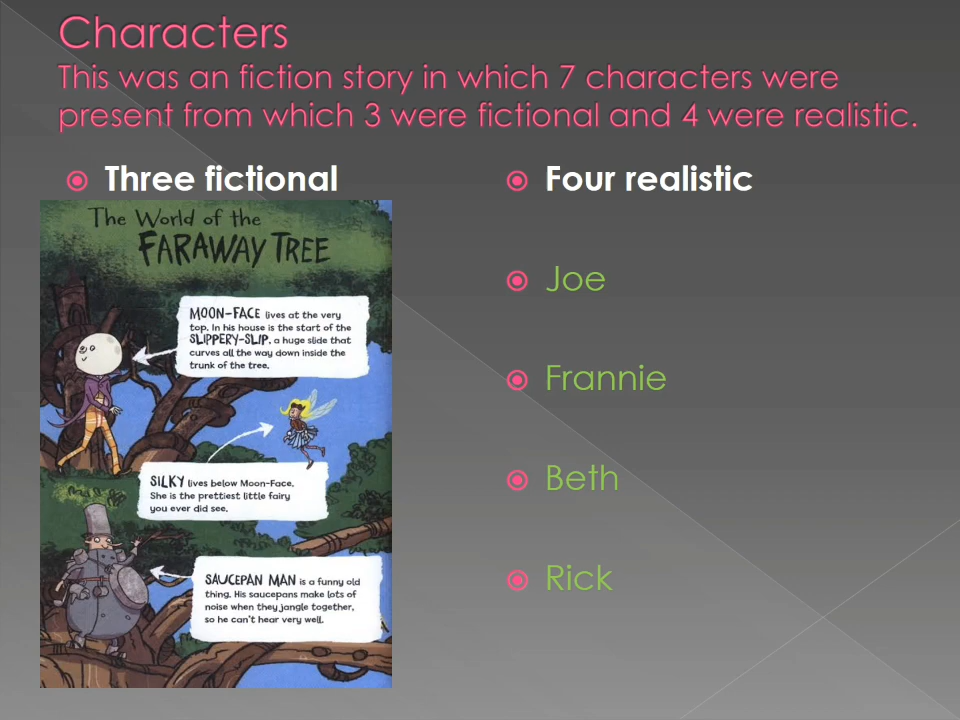 Characters
This was an fiction story in which 7 characters were
present from which 3 were fictional and 4 were realistic.
Three fictional
The World of the
FARAWAY TREE
MOON-FACE lives at the very
top. In his house is the start of the
SLIPPERY-SLIP, a huge slide that
curves all the way down inside the
trunk of the tree.
SILKY lives below Moon-Face.
She is the prettiest little fairy
you ever did see.
SAUCEPAN MAN is a funny old
thing. His saucepans make lots of
noise when they jangle together,
so he can't hear very well.
Four realistic
Joe
Frannie
Beth
Rick